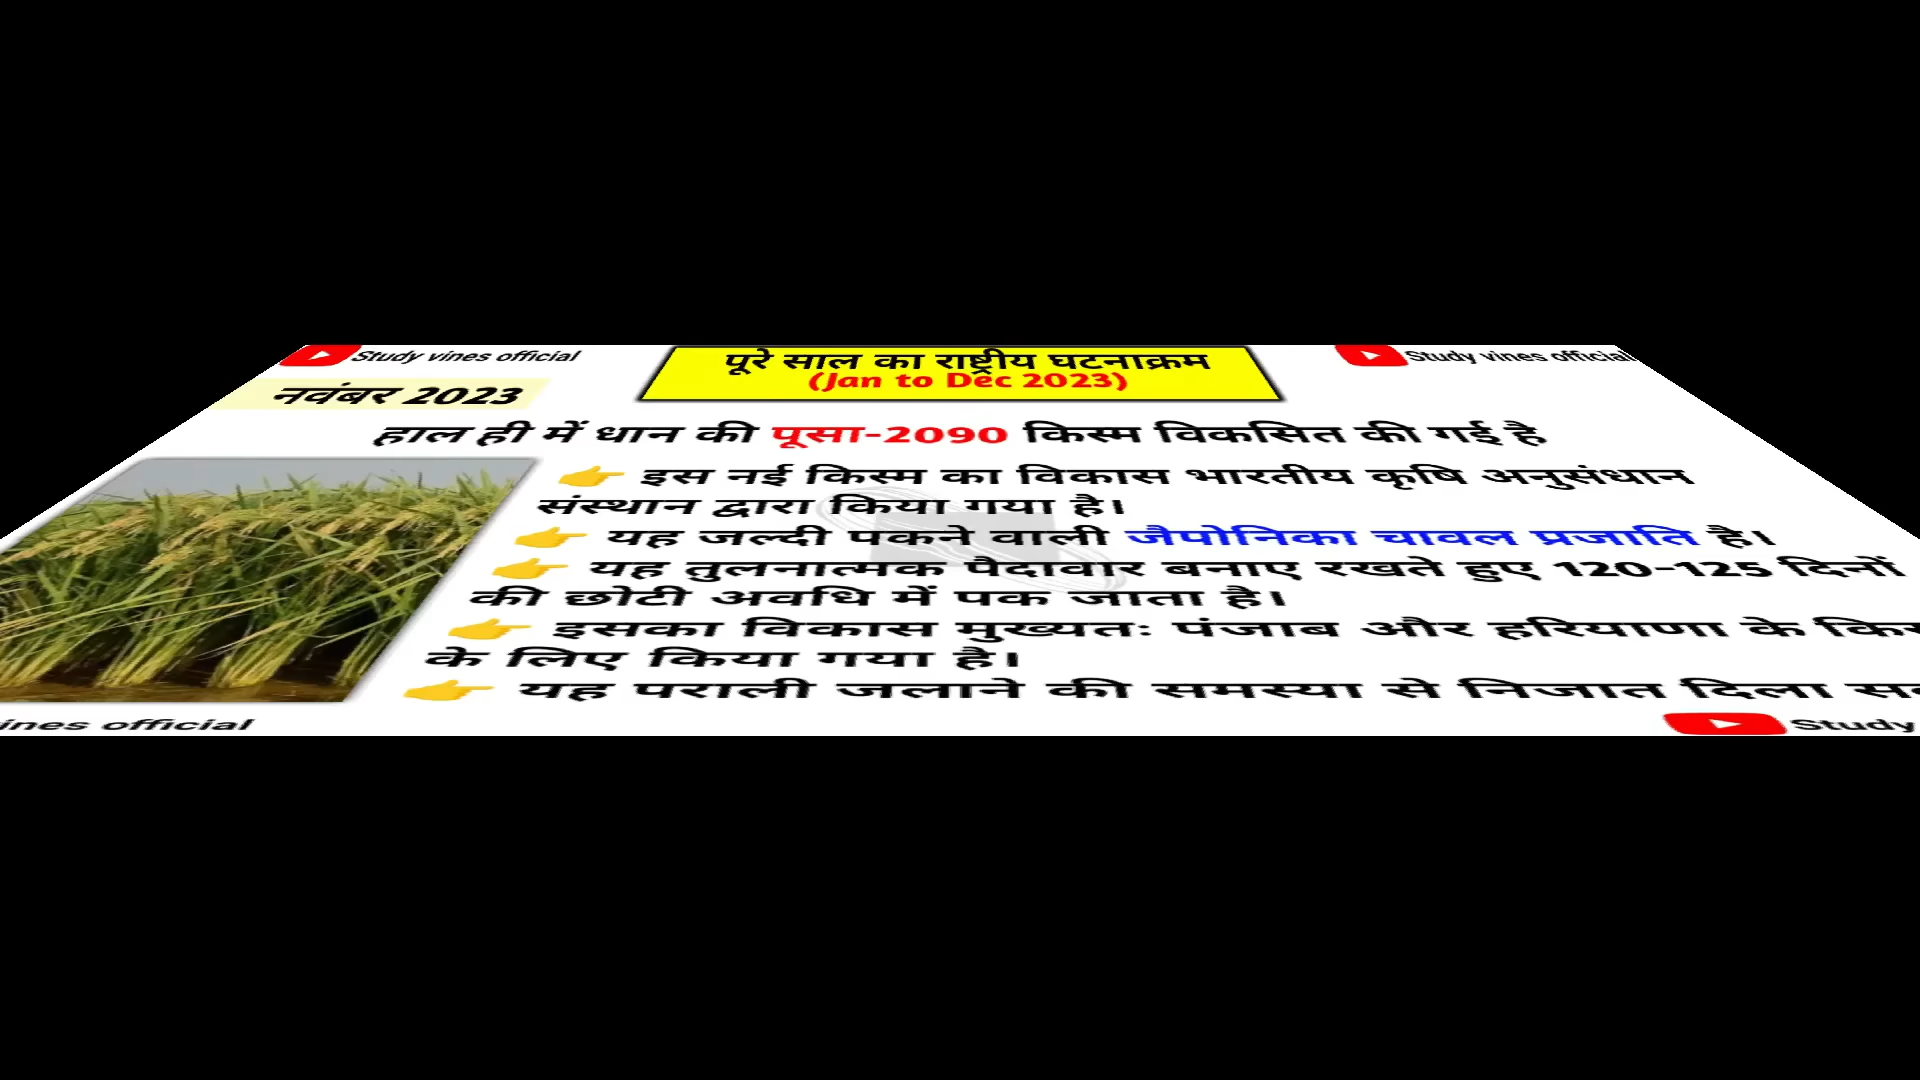 Study vines official
पूरे साल का राष्ट्रीय घटनाक्रम
(Jan to Dec 2023)
Study vines official
नवंबर 2023
हाल ही में धान की पूसा-2090 किस्म विकसित की गई है
👉 इस नई किस्म का विकास भारतीय कृषि अनुसंधान
संस्थान द्वारा किया गया है।
👉 यह जल्दी पकने वाली जैपोनिका चावल प्रजाति है।
👉 यह तुलनात्मक पैदावार बनाए रखते हुए 120-125 दिनों
की छोटी अवधि में पक जाता है।
👉 इसका विकास मुख्यतः पंजाब और हरियाणा के
के लिए किया गया है।
👉 यह पराली जलाने की समस्या से निजात दिला
official
Study